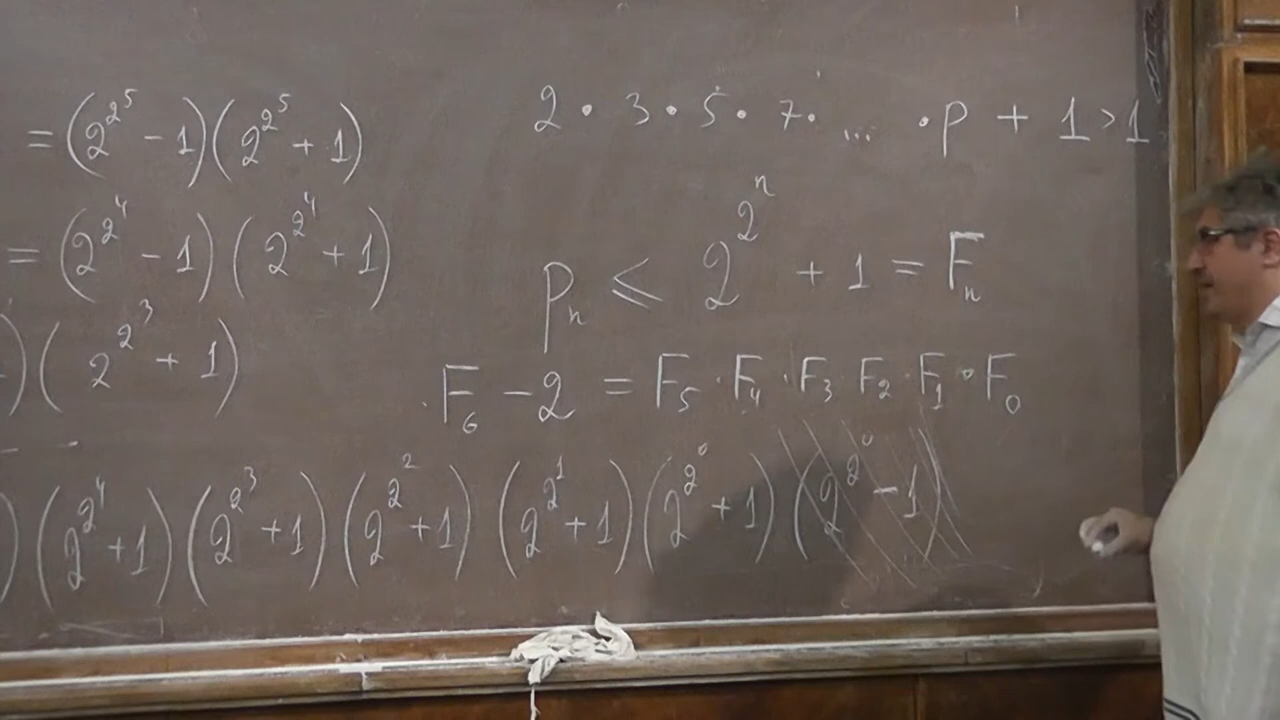 = (2^{2^5} - 1)(2^{2^5} + 1)
= (2^{2^4} - 1)(2^{2^4} + 1)
)(2^{2^3} + 1)
- -
)(2^{2^4} + 1)(2^{2^3} + 1)(2^{2^2} + 1)(2^{2^1} + 1)(2^{2^0} + 1)(2^{2^0} - 1)
2 · 3 · 5 · 7 · ... · p + 1 > 1
p_n ⩽ 2^{2^n} + 1 = F_n
F_6 - 2 = F_5 · F_4 · F_3 F_2 · F_1 · F_0